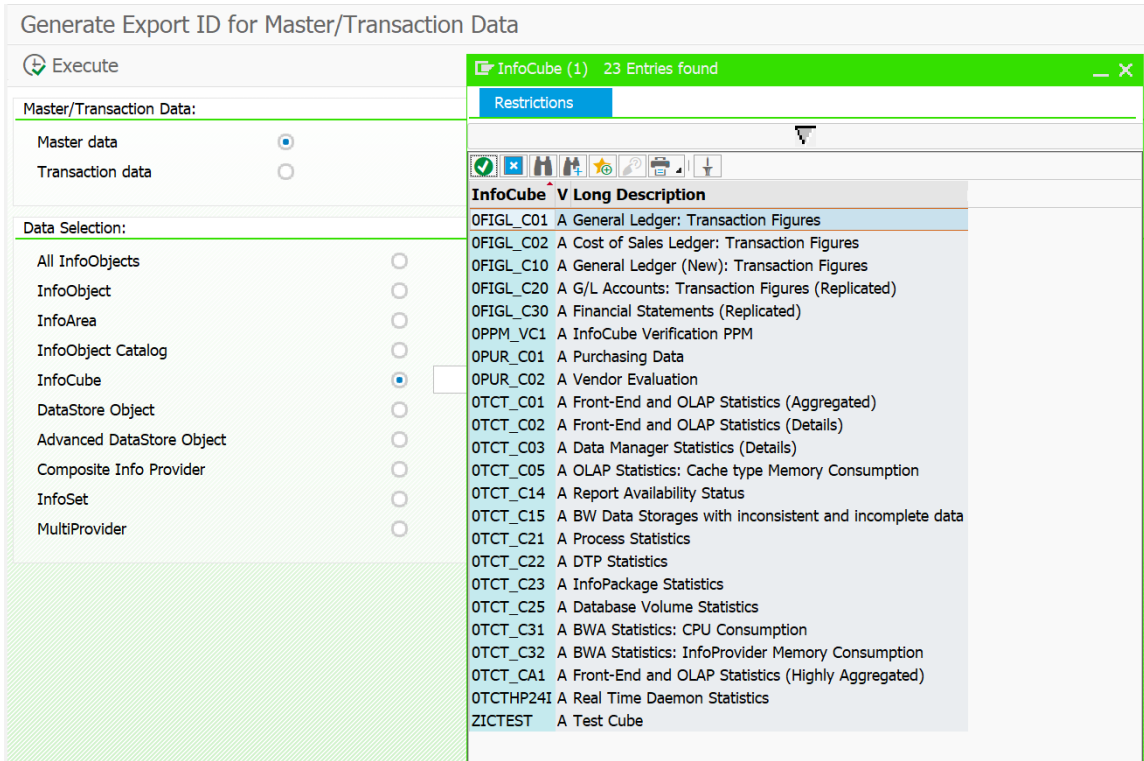 Generate Export ID for Master/Transaction Data
Execute
Master/Transaction Data:
Master data
Transaction data
Data Selection:
All InfoObjects
InfoObject
InfoArea
InfoObject Catalog
InfoCube
DataStore Object
Advanced DataStore Object
Composite Info Provider
InfoSet
MultiProvider
InfoCube (1) 23 Entries found
Restrictions
InfoCube V Long Description
0FIGL_C01 A General Ledger: Transaction Figures
0FIGL_C02 A Cost of Sales Ledger: Transaction Figures
0FIGL_C10 A General Ledger (New): Transaction Figures
0FIGL_C20 A G/L Accounts: Transaction Figures (Replicated)
0FIGL_C30 A Financial Statements (Replicated)
0PPM_VC1 A InfoCube Verification PPM
0PUR_C01 A Purchasing Data
0PUR_C02 A Vendor Evaluation
0TCT_C01 A Front-End and OLAP Statistics (Aggregated)
0TCT_C02 A Front-End and OLAP Statistics (Details)
0TCT_C03 A Data Manager Statistics (Details)
0TCT_C05 A OLAP Statistics: Cache type Memory Consumption
0TCT_C14 A Report Availability Status
0TCT_C15 A BW Data Storages with inconsistent and incomplete data
0TCT_C21 A Process Statistics
0TCT_C22 A DTP Statistics
0TCT_C23 A InfoPackage Statistics
0TCT_C25 A Database Volume Statistics
0TCT_C31 A BWA Statistics: CPU Consumption
0TCT_C32 A BWA Statistics: InfoProvider Memory Consumption
0TCT_CA1 A Front-End and OLAP Statistics (Highly Aggregated)
0TCTHP24I A Real Time Daemon Statistics
ZICTEST A Test Cube